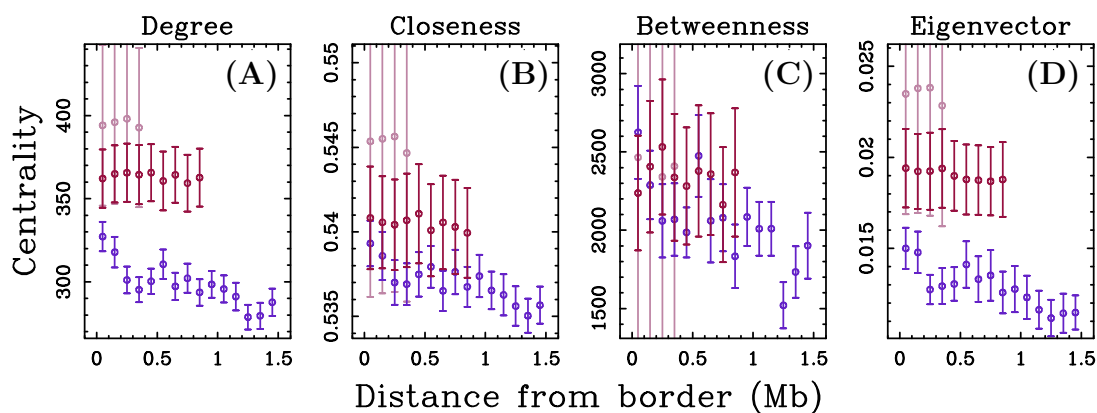 Degree Closeness Betweenness Eigenvector
(A) (B) (C) (D)
Centrality
300 350 400
0.535 0.54 0.545 0.55
1500 2000 2500 3000
0.015 0.02 0.025
0 0.5 1 1.5 0 0.5 1 1.5 0 0.5 1 1.5 0 0.5 1 1.5
Distance from border (Mb)